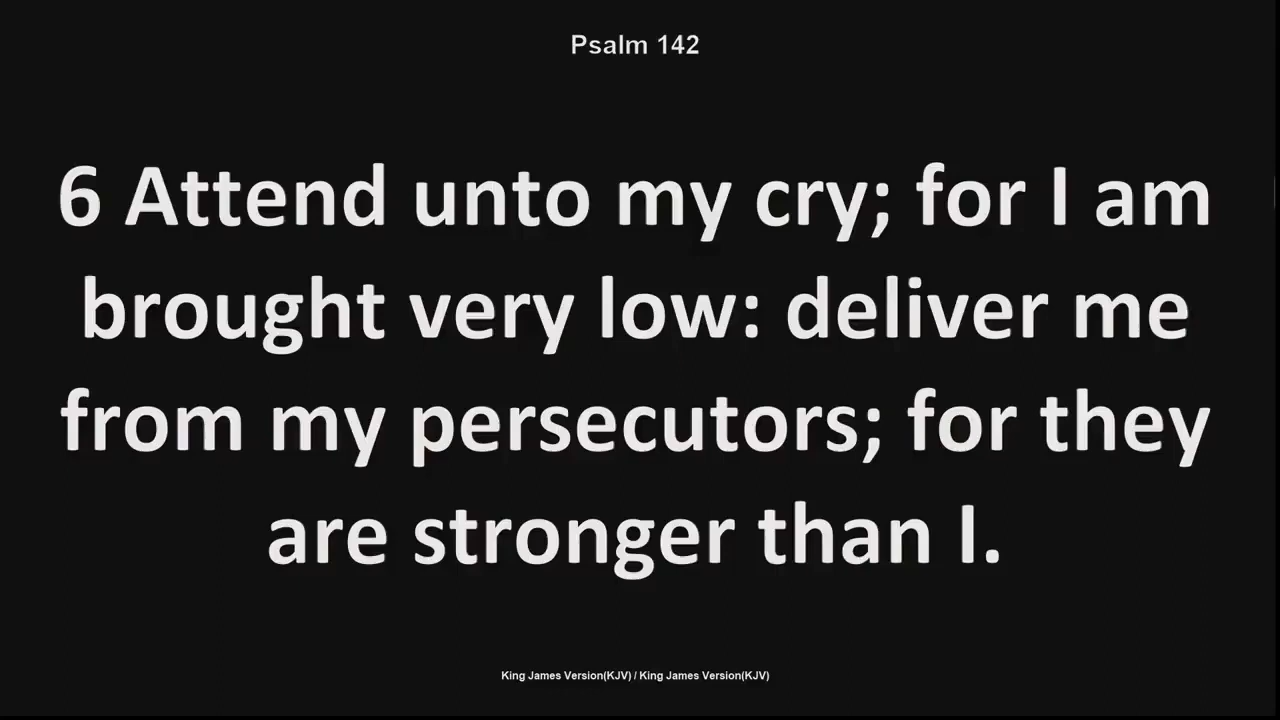 Psalm 142
6 Attend unto my cry; for I am
brought very low: deliver me
from my persecutors; for they
are stronger than I.
King James Version(KJV) / King James Version(KJV)